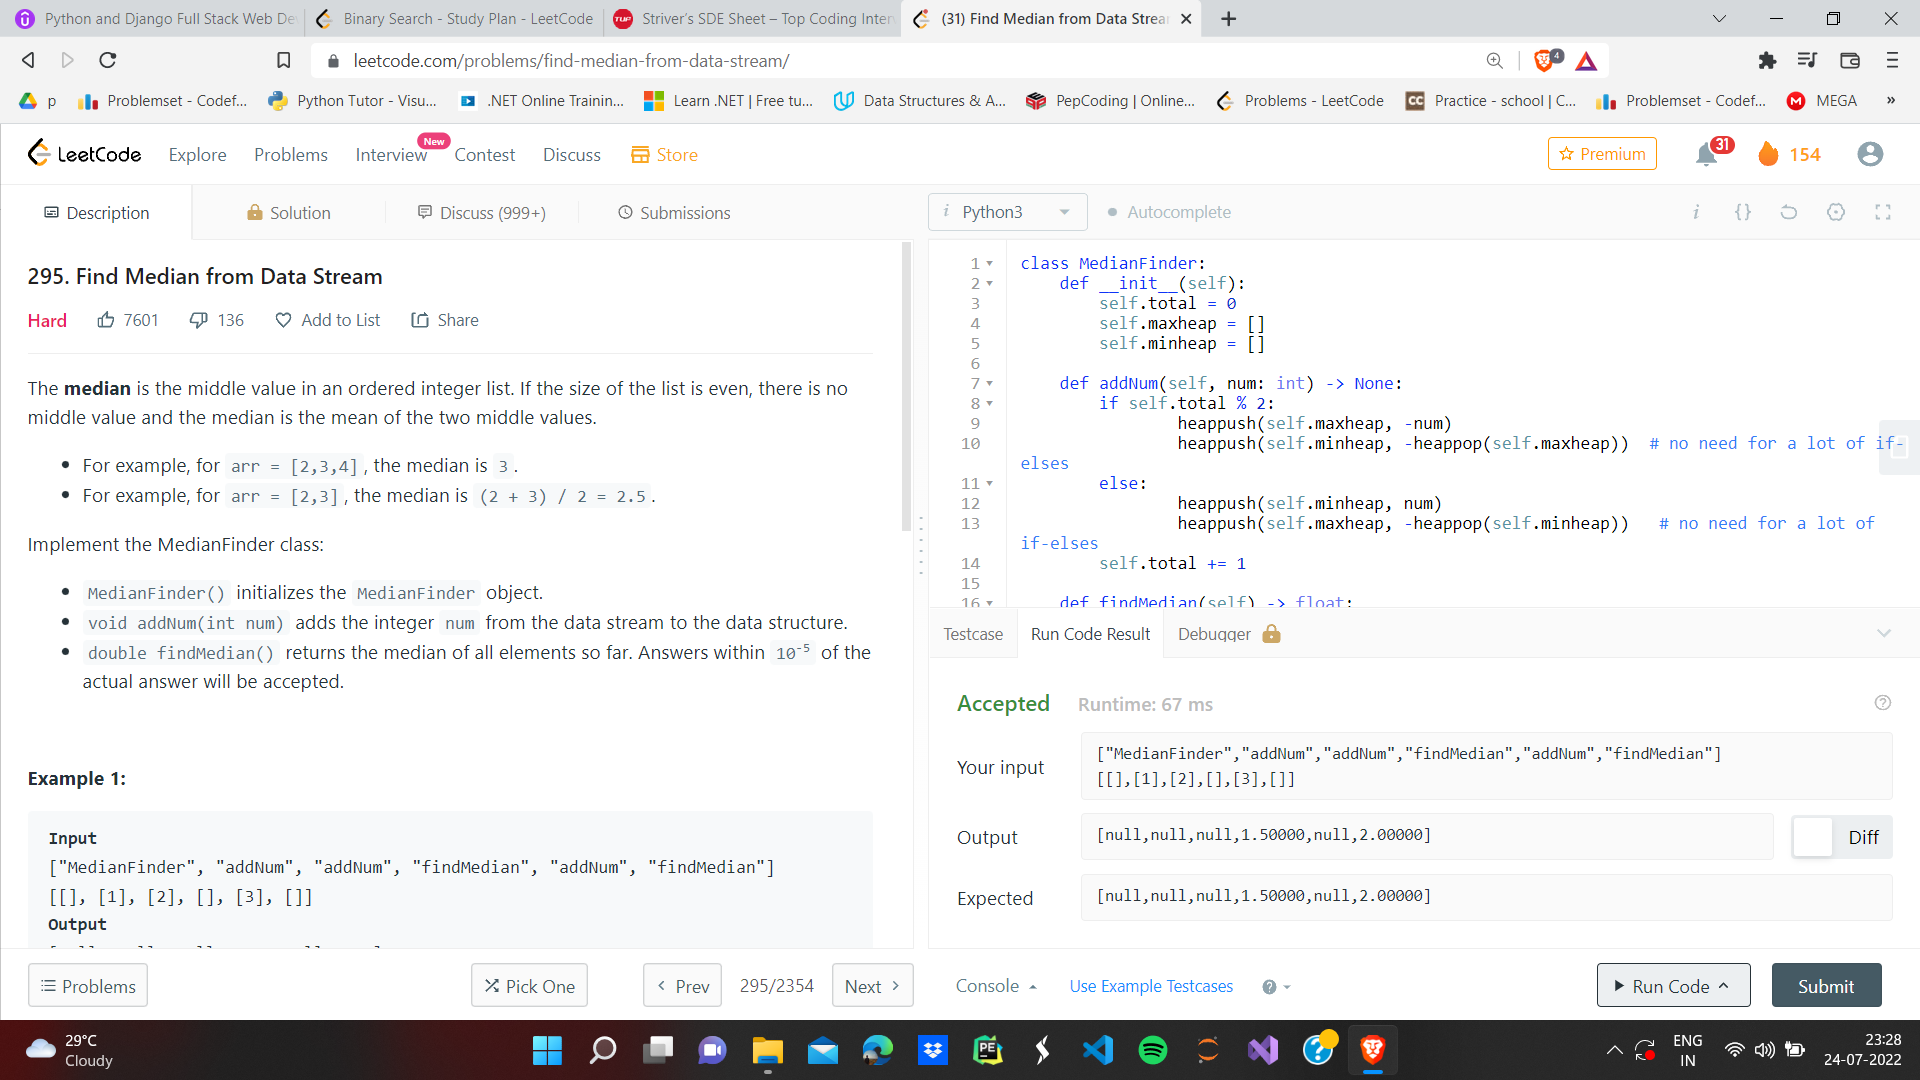 Python and Django Full Stack Web De
Binary Search - Study Plan - LeetCode
Striver's SDE Sheet – Top Coding Inter
(31) Find Median from Data Strea
leetcode.com/problems/find-median-from-data-stream/
4
p
Problemset - Codef...
Python Tutor - Visu...
.NET Online Trainin...
Learn .NET | Free tu...
Data Structures & A...
PepCoding | Online...
Problems - LeetCode
Practice - school | C...
Problemset - Codef...
MEGA
»
LeetCode
Explore
Problems
Interview
New
Contest
Discuss
Store
Premium
31
154
Description
Solution
Discuss (999+)
Submissions
i Python3
Autocomplete
i {}
295. Find Median from Data Stream
Hard
7601
136
Add to List
Share
The median is the middle value in an ordered integer list. If the size of the list is even, there is no
middle value and the median is the mean of the two middle values.
• For example, for arr = [2,3,4], the median is 3.
• For example, for arr = [2,3], the median is (2 + 3) / 2 = 2.5.
Implement the MedianFinder class:
• MedianFinder() initializes the MedianFinder object.
• void addNum(int num) adds the integer num from the data stream to the data structure.
• double findMedian() returns the median of all elements so far. Answers within 10-5 of the
actual answer will be accepted.
Example 1:
Input
["MedianFinder", "addNum", "addNum", "findMedian", "addNum", "findMedian"]
[[], [1], [2], [], [3], []]
Output
1 class MedianFinder:
2 def __init__(self):
3 self.total = 0
4 self.maxheap = []
5 self.minheap = []
6
7 def addNum(self, num: int) -> None:
8 if self.total % 2:
9 heappush(self.maxheap, -num)
10 heappush(self.minheap, -heappop(self.maxheap)) # no need for a lot of if-
elses
11 else:
12 heappush(self.minheap, num)
13 heappush(self.maxheap, -heappop(self.minheap)) # no need for a lot of
if-elses
14 self.total += 1
15
16 def findMedian(self) -> float:
Testcase
Run Code Result
Debugger
Accepted
Runtime: 67 ms
Your input
["MedianFinder","addNum","addNum","findMedian","addNum","findMedian"]
[[],[1],[2],[],[3],[]]
Output
[null,null,null,1.50000,null,2.00000]
Diff
Expected
[null,null,null,1.50000,null,2.00000]
Problems
Pick One
Prev
295/2354
Next
Console
Use Example Testcases
Run Code
Submit
29°C
Cloudy
ENG
IN
23:28
24-07-2022